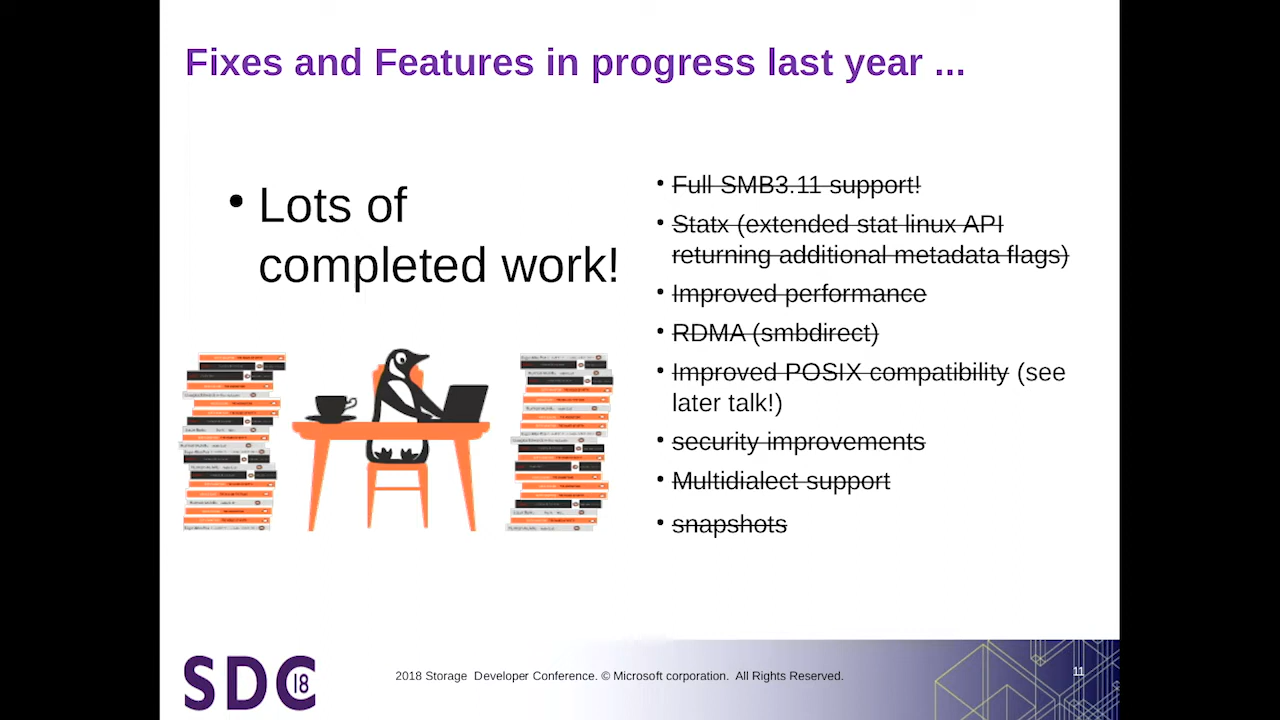 Fixes and Features in progress last year ...
• Lots of
completed work!
• Full SMB3.11 support!
• Statx (extended stat linux API
returning additional metadata flags)
• Improved performance
• RDMA (smbdirect)
• Improved POSIX compatibility (see
later talk!)
• security improvements
• Multidialect support
• snapshots
SDC 18
2018 Storage Developer Conference. © Microsoft corporation. All Rights Reserved.
11